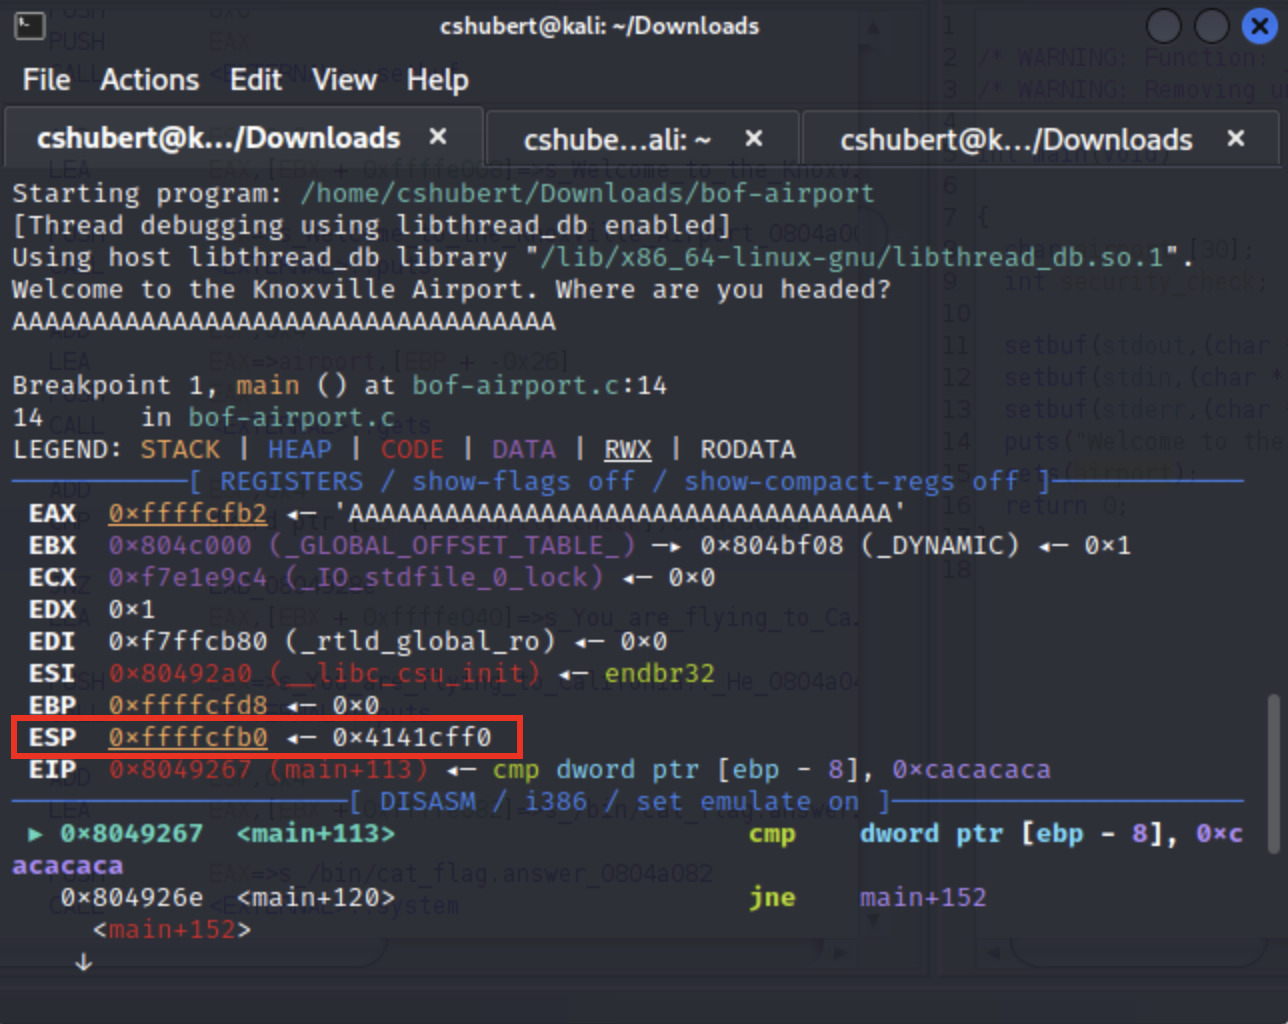 cshubert@kali: ~/Downloads
File Actions Edit View Help
cshubert@k.../Downloads × cshube...ali: ~ × cshubert@k.../Downloads ×
Starting program: /home/cshubert/Downloads/bof-airport
[Thread debugging using libthread_db enabled]
Using host libthread_db library "/lib/x86_64-linux-gnu/libthread_db.so.1".
Welcome to the Knoxville Airport. Where are you headed?
AAAAAAAAAAAAAAAAAAAAAAAAAAAAAAAAAA
Breakpoint 1, main () at bof-airport.c:14
14      in bof-airport.c
LEGEND: STACK | HEAP | CODE | DATA | RWX | RODATA
[ REGISTERS / show-flags off / show-compact-regs off ]
EAX  0xffffcfb2 ◂— 'AAAAAAAAAAAAAAAAAAAAAAAAAAAAAAAAAA'
EBX  0x804c000 (_GLOBAL_OFFSET_TABLE_) —▸ 0x804bf08 (_DYNAMIC) ◂— 0x1
ECX  0xf7e1e9c4 (_IO_stdfile_0_lock) ◂— 0x0
EDX  0x1
EDI  0xf7ffcb80 (_rtld_global_ro) ◂— 0x0
ESI  0x80492a0 (__libc_csu_init) ◂— endbr32
EBP  0xffffcfd8 ◂— 0x0
ESP  0xffffcfb0 ◂— 0x4141cff0
EIP  0x8049267 (main+113) ◂— cmp dword ptr [ebp - 8], 0xcacacaca
[ DISASM / i386 / set emulate on ]
► 0x8049267  <main+113>    cmp    dword ptr [ebp - 8], 0xc
acacaca
0x804926e  <main+120>    jne    main+152
<main+152>
↓